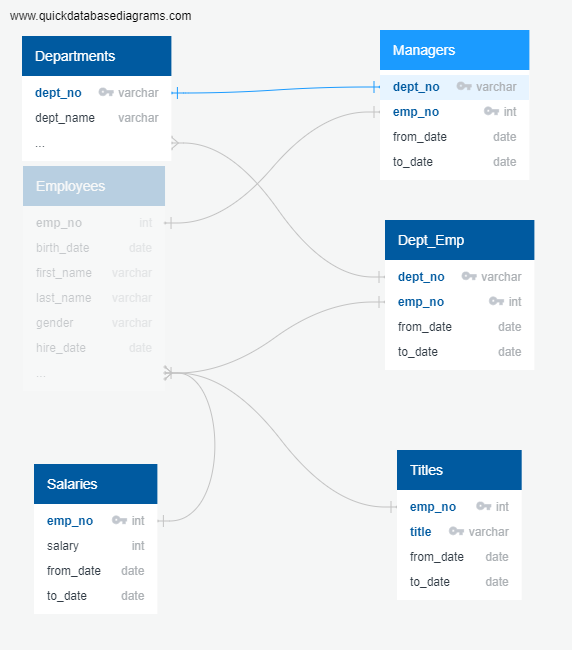 www.quickdatabasediagrams.com
Departments
dept_no varchar
dept_name varchar
...
Employees
emp_no int
birth_date date
first_name varchar
last_name varchar
gender varchar
hire_date date
...
Salaries
emp_no int
salary int
from_date date
to_date date
Managers
dept_no varchar
emp_no int
from_date date
to_date date
Dept_Emp
dept_no varchar
emp_no int
from_date date
to_date date
Titles
emp_no int
title varchar
from_date date
to_date date